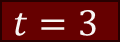 t = 3